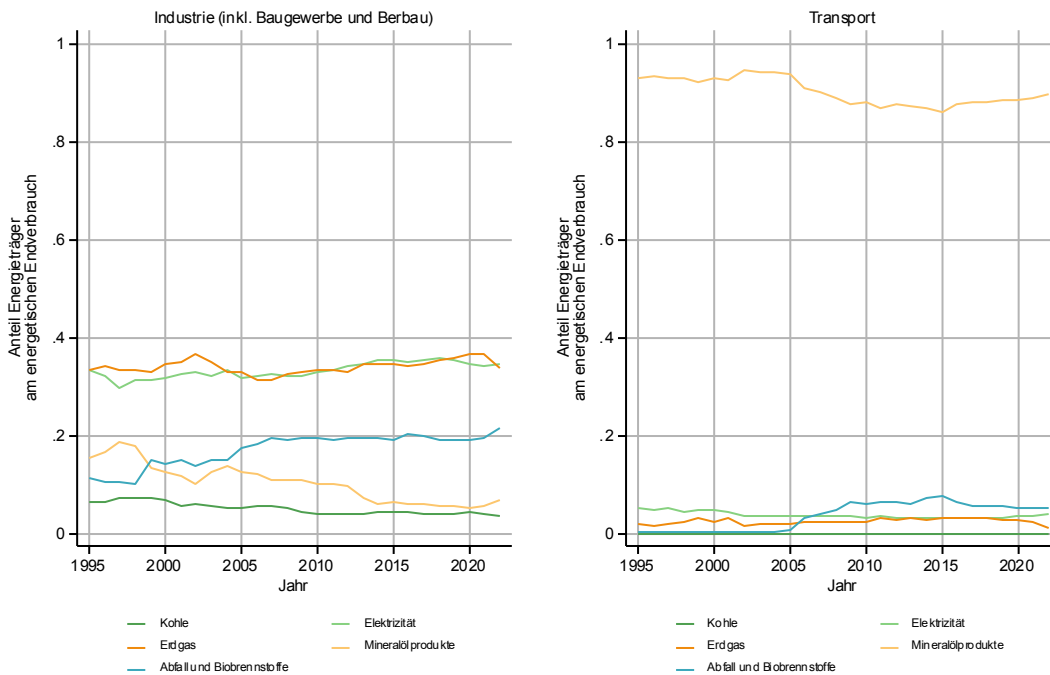 Industrie (inkl. Baugewerbe und Berbau)
1
.8
.6
.4
.2
0
Anteil Energieträger
am energetischen Endverbrauch
1995 2000 2005 2010 2015 2020
Jahr
Kohle Elektrizität
Erdgas Mineralölprodukte
Abfall und Biobrennstoffe
Transport
1
.8
.6
.4
.2
0
Anteil Energieträger
am energetischen Endverbrauch
1995 2000 2005 2010 2015 2020
Jahr
Kohle Elektrizität
Erdgas Mineralölprodukte
Abfall und Biobrennstoffe